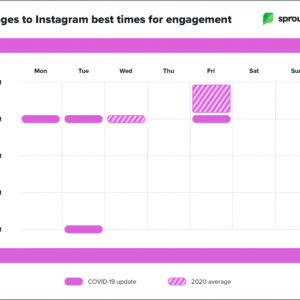 nges to Instagram best times for engagement
sprou
Mon Tue Wed Thu Fri Sat Su
COVID-19 update 2020 average